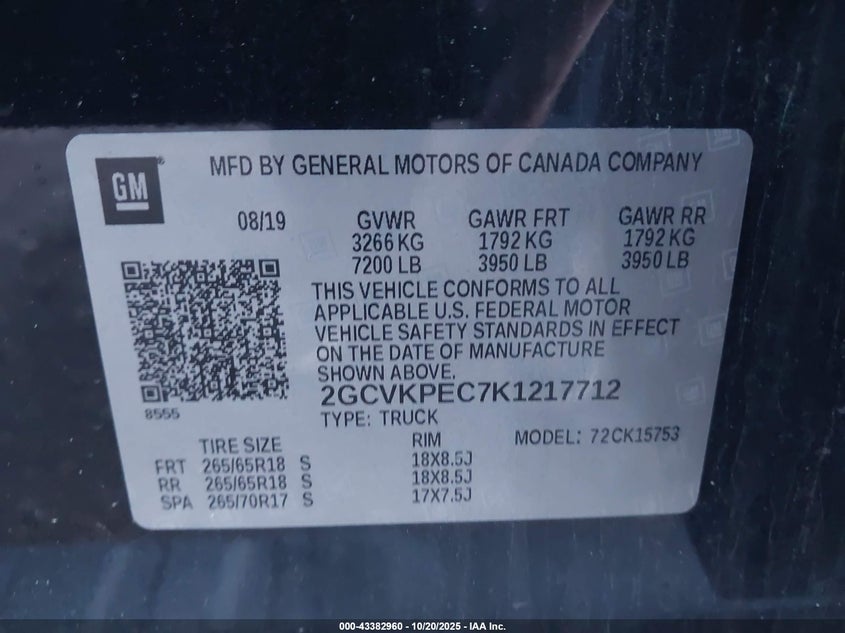 GM
MFD BY GENERAL MOTORS OF CANADA COMPANY
08/19 GVWR GAWR FRT GAWR RR
3266 KG 1792 KG 1792 KG
7200 LB 3950 LB 3950 LB
THIS VEHICLE CONFORMS TO ALL
APPLICABLE U.S. FEDERAL MOTOR
VEHICLE SAFETY STANDARDS IN EFFECT
ON THE DATE OF MANUFACTURE
SHOWN ABOVE.
2GCVKPEC7K1217712
8555
TYPE: TRUCK
TIRE SIZE RIM MODEL: 72CK15753
FRT 265/65R18 S 18X8.5J
RR 265/65R18 S 18X8.5J
SPA 265/70R17 S 17X7.5J
000-43382960 - 10/20/2025 - IAA Inc.